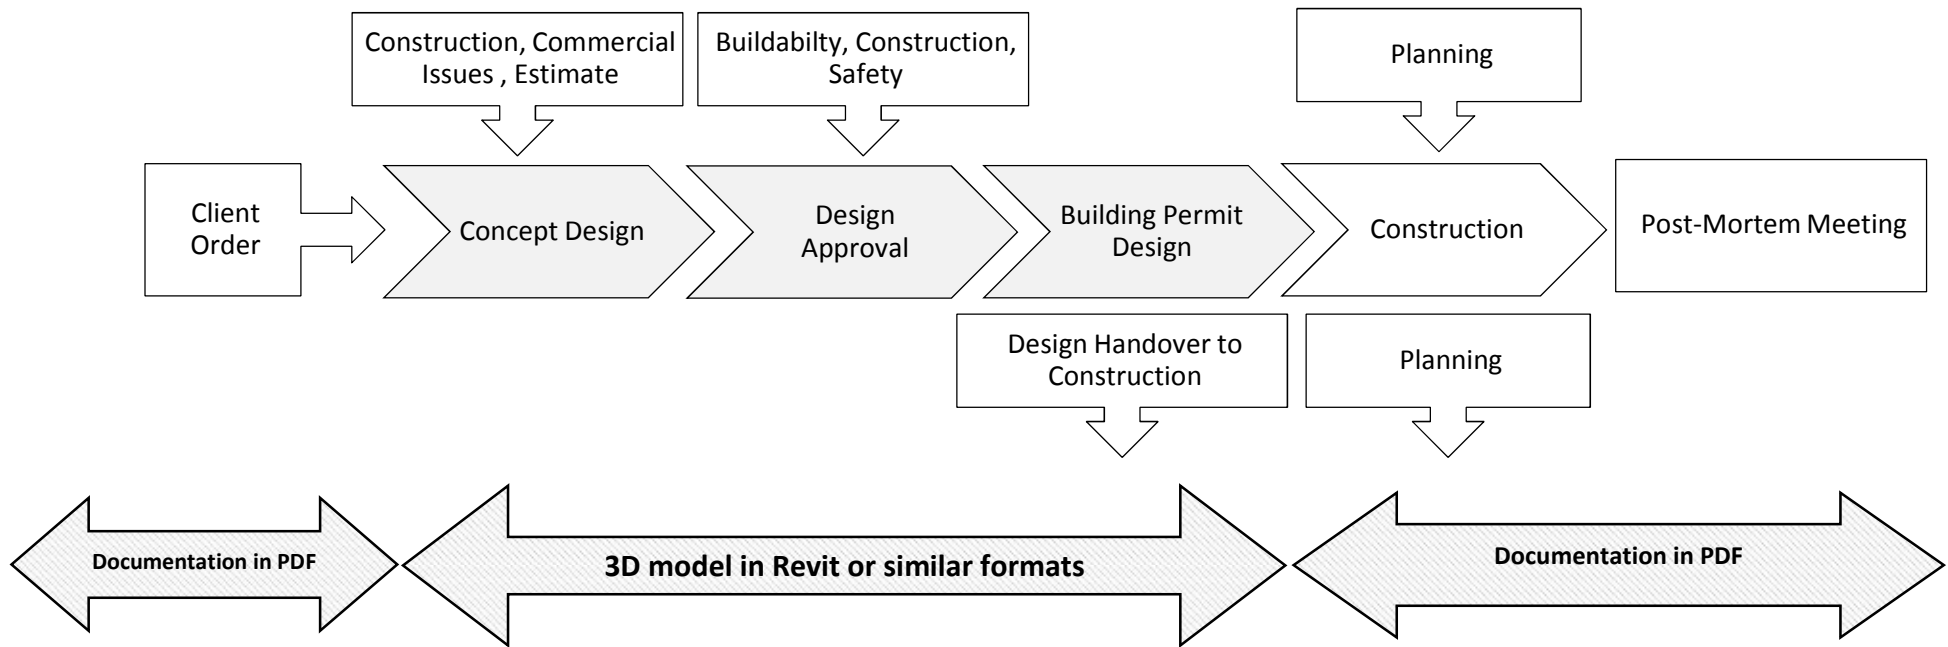 Construction, Commercial
Issues , Estimate
Buildabilty, Construction,
Safety
Planning
Client
Order
Concept Design
Design
Approval
Building Permit
Design
Construction
Post-Mortem Meeting
Design Handover to
Construction
Planning
Documentation in PDF
3D model in Revit or similar formats
Documentation in PDF